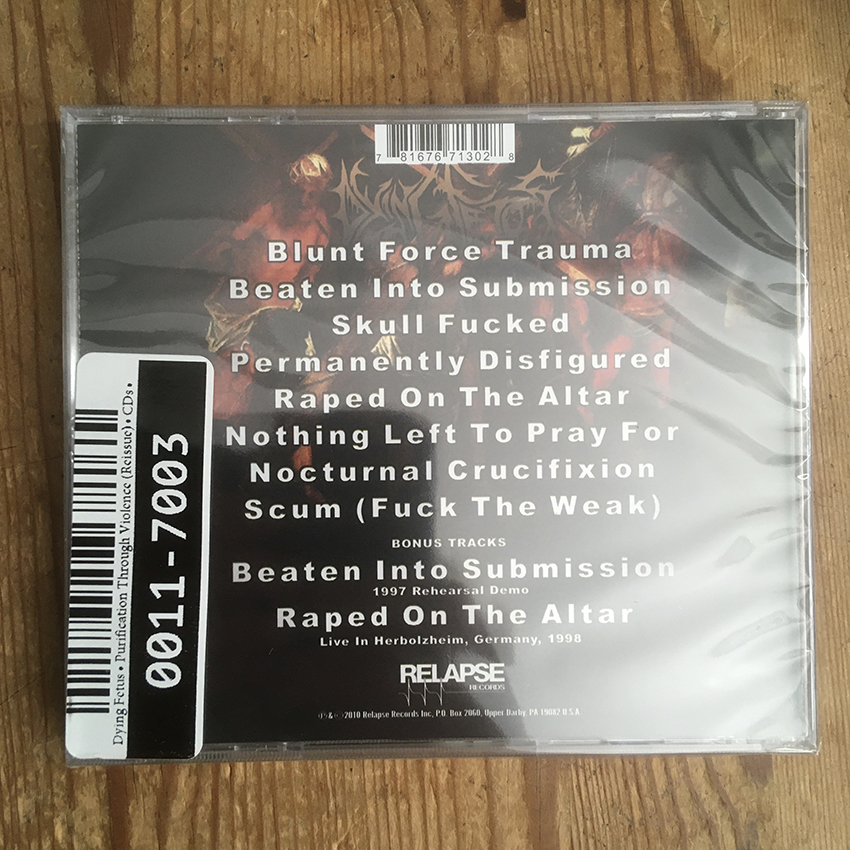 7 81676 71302 8
DYING FETUS
Blunt Force Trauma
Beaten Into Submission
Skull Fucked
Permanently Disfigured
Raped On The Altar
Nothing Left To Pray For
Nocturnal Crucifixion
Scum (Fuck The Weak)
BONUS TRACKS
Beaten Into Submission
1997 Rehearsal Demo
Raped On The Altar
Live In Herbolzheim, Germany, 1998
RELAPSE
RECORDS
℗ & © 2010 Relapse Records Inc, P.O. Box 2060, Upper Darby, PA 19082 U.S.A.
Dying Fetus • Purification Through Violence (Reissue) • CDs •
0011-7003